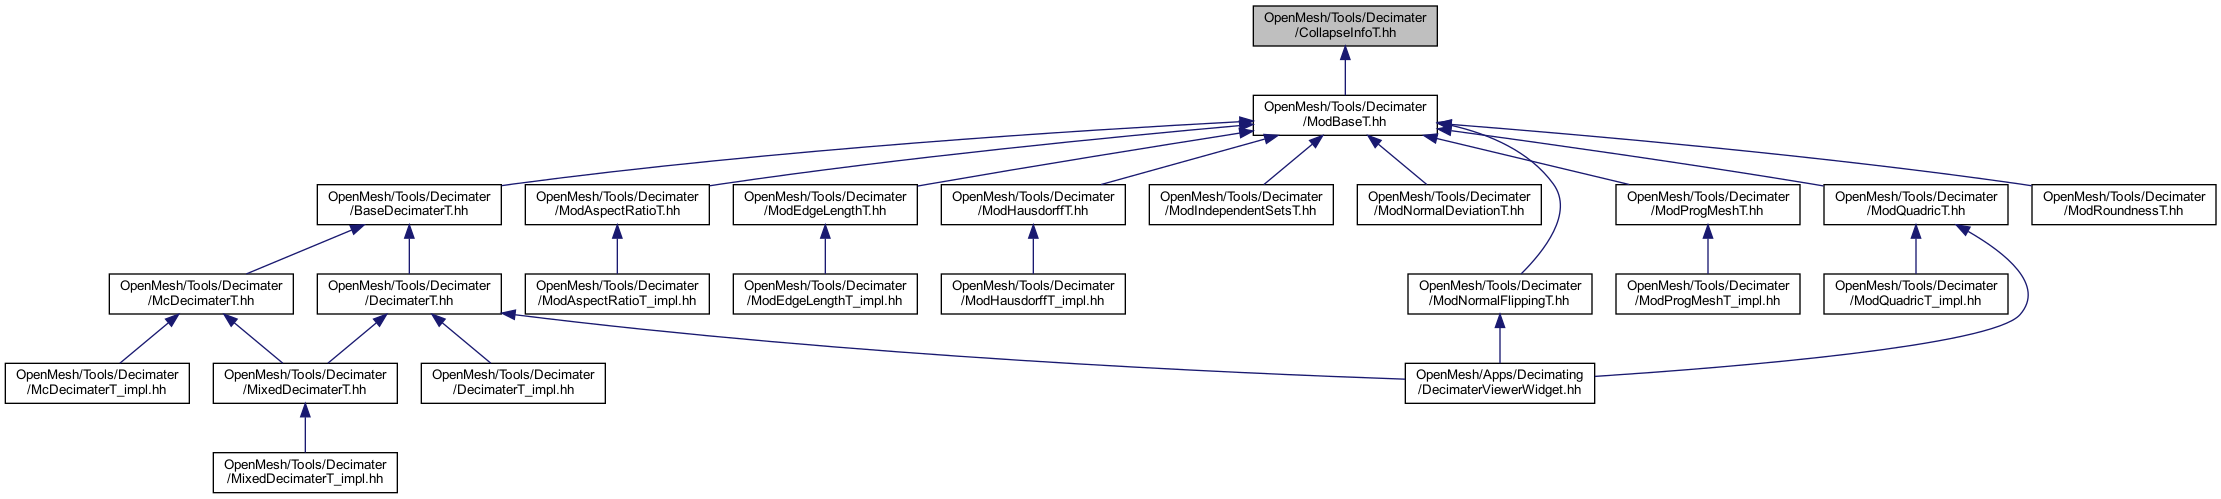 OpenMesh/Tools/Decimater
/CollapseInfoT.hh
OpenMesh/Tools/Decimater
/ModBaseT.hh
OpenMesh/Tools/Decimater
/BaseDecimaterT.hh
OpenMesh/Tools/Decimater
/ModAspectRatioT.hh
OpenMesh/Tools/Decimater
/ModEdgeLengthT.hh
OpenMesh/Tools/Decimater
/ModHausdorffT.hh
OpenMesh/Tools/Decimater
/ModIndependentSetsT.hh
OpenMesh/Tools/Decimater
/ModNormalDeviationT.hh
OpenMesh/Tools/Decimater
/ModProgMeshT.hh
OpenMesh/Tools/Decimater
/ModQuadricT.hh
OpenMesh/Tools/Decimater
/ModRoundnessT.hh
OpenMesh/Tools/Decimater
/McDecimaterT.hh
OpenMesh/Tools/Decimater
/DecimaterT.hh
OpenMesh/Tools/Decimater
/ModAspectRatioT_impl.hh
OpenMesh/Tools/Decimater
/ModEdgeLengthT_impl.hh
OpenMesh/Tools/Decimater
/ModHausdorffT_impl.hh
OpenMesh/Tools/Decimater
/ModNormalFlippingT.hh
OpenMesh/Tools/Decimater
/ModProgMeshT_impl.hh
OpenMesh/Tools/Decimater
/ModQuadricT_impl.hh
OpenMesh/Tools/Decimater
/McDecimaterT_impl.hh
OpenMesh/Tools/Decimater
/MixedDecimaterT.hh
OpenMesh/Tools/Decimater
/DecimaterT_impl.hh
OpenMesh/Apps/Decimating
/DecimaterViewerWidget.hh
OpenMesh/Tools/Decimater
/MixedDecimaterT_impl.hh